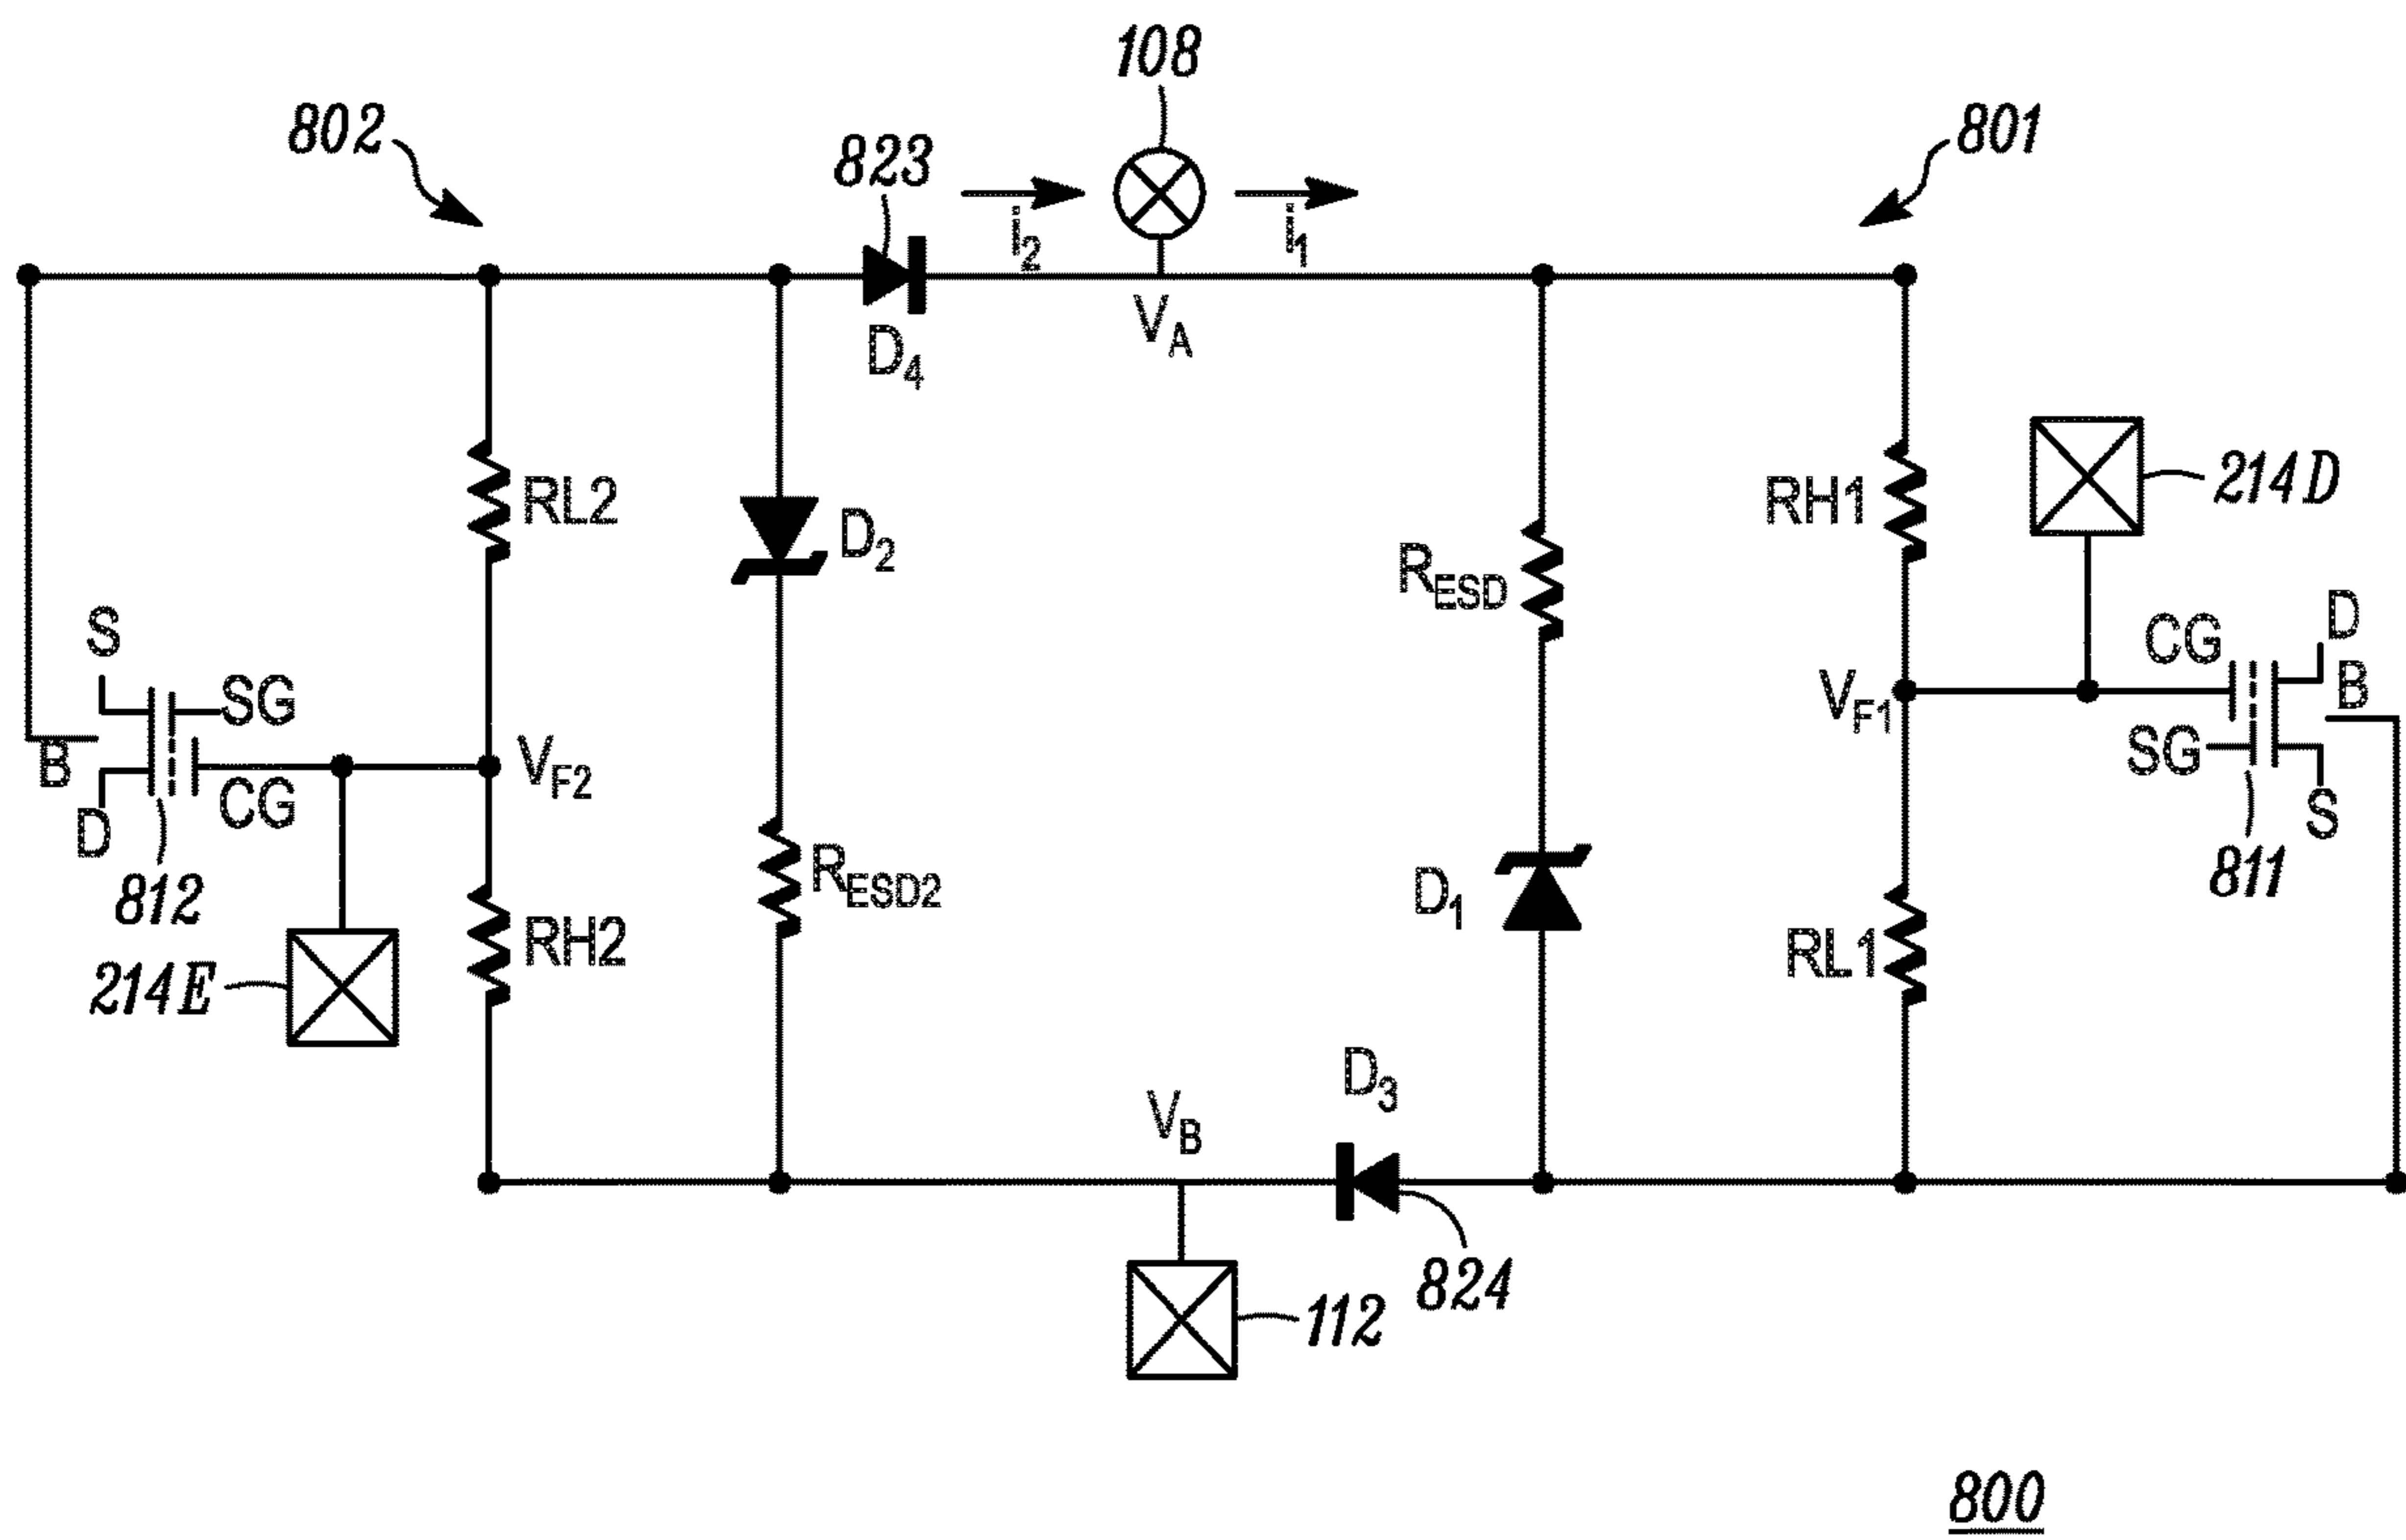 108
802
801
823
i2
i1
VA
D4
214D
RL2
D2
RESD
RH1
S
SG
CG
D
B
VF1
B
VF2
SG
CG
D
S
812
RESD2
D1
811
RH2
RL1
214E
D3
VB
824
112
800